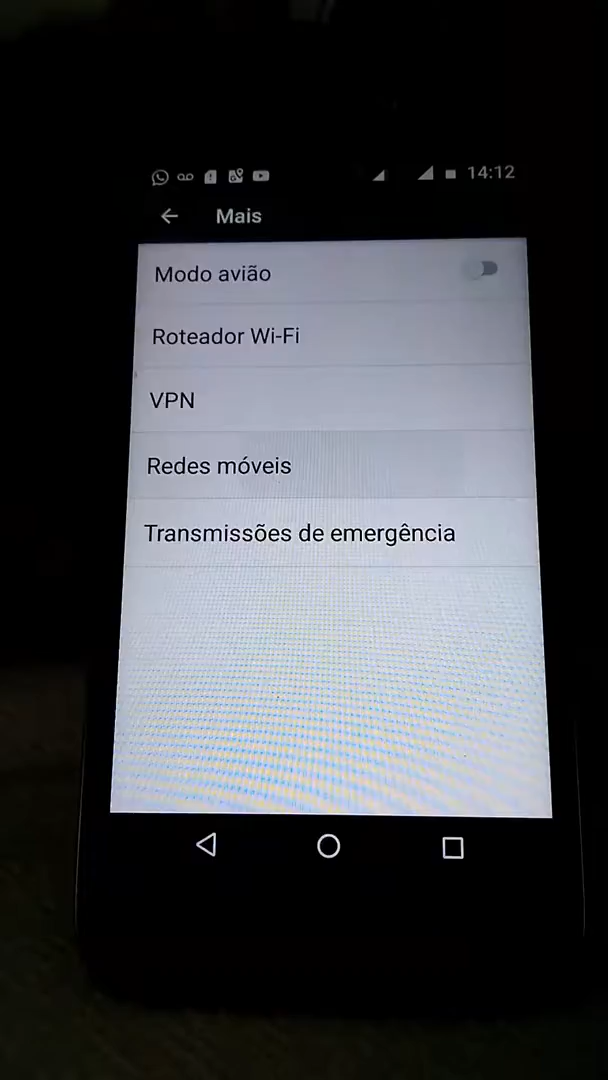 14:12
Mais
Modo avião
Roteador Wi-Fi
VPN
Redes móveis
Transmissões de emergência